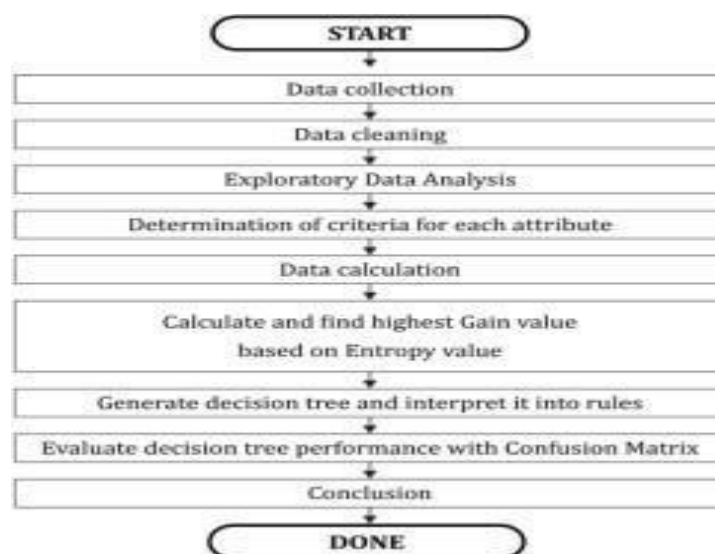 START
Data collection
Data cleaning
Exploratory Data Analysis
Determination of criteria for each attribute
Data calculation
Calculate and find highest Gain value
based on Entropy value
Generate decision tree and interpret it into rules
Evaluate decision tree performance with Confusion Matrix
Conclusion
DONE